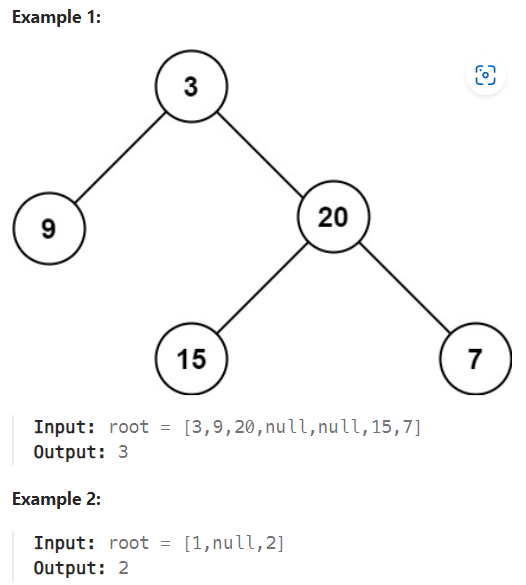 Example 1:
3
9
20
15
7
Input: root = [3,9,20,null,null,15,7]
Output: 3
Example 2:
Input: root = [1,null,2]
Output: 2